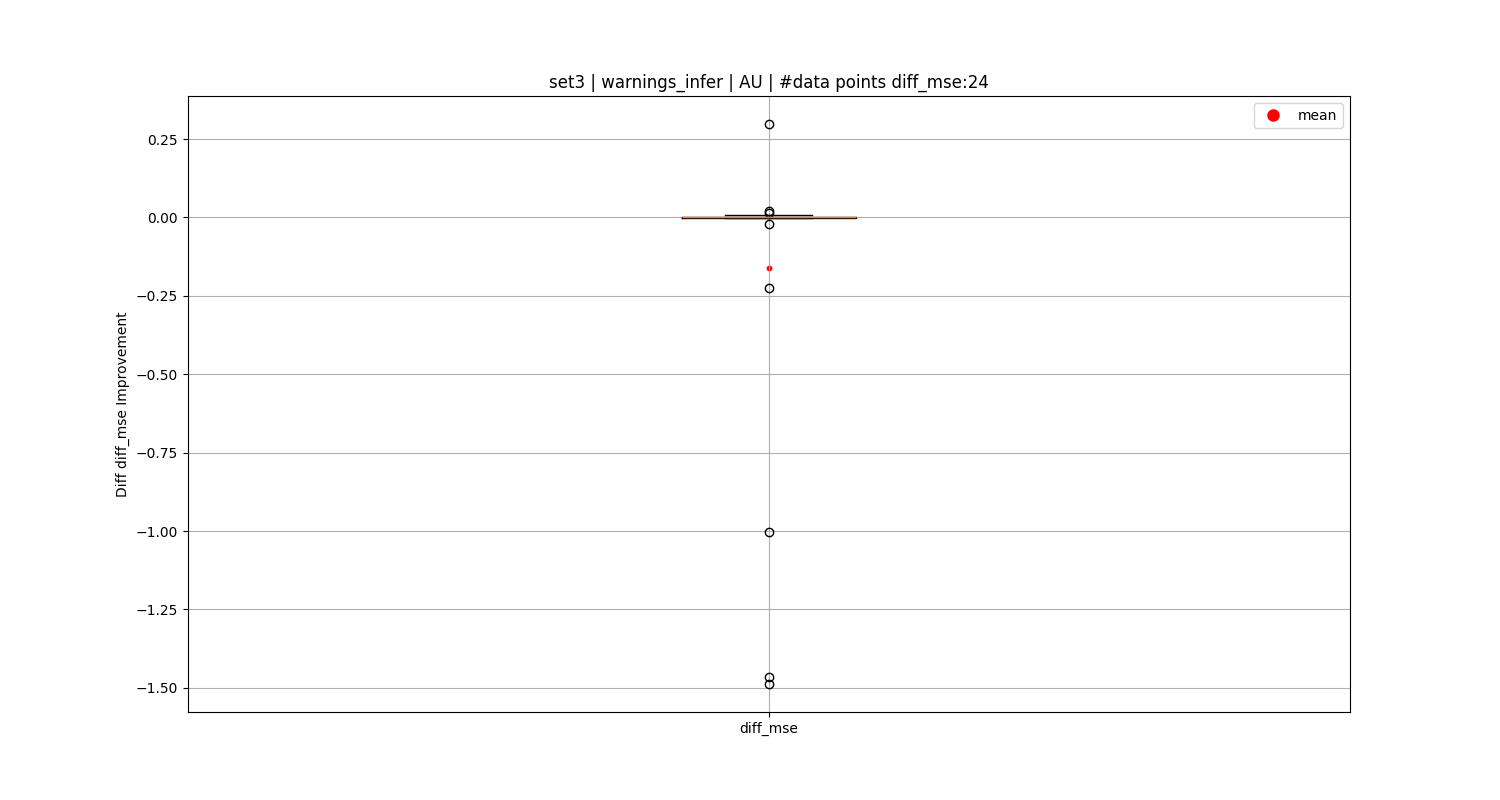 set3 | warnings_infer | AU | #data points diff_mse:24
mean
0.25
0.00
−0.25
−0.50
−0.75
−1.00
−1.25
−1.50
Diff diff_mse Improvement
diff_mse